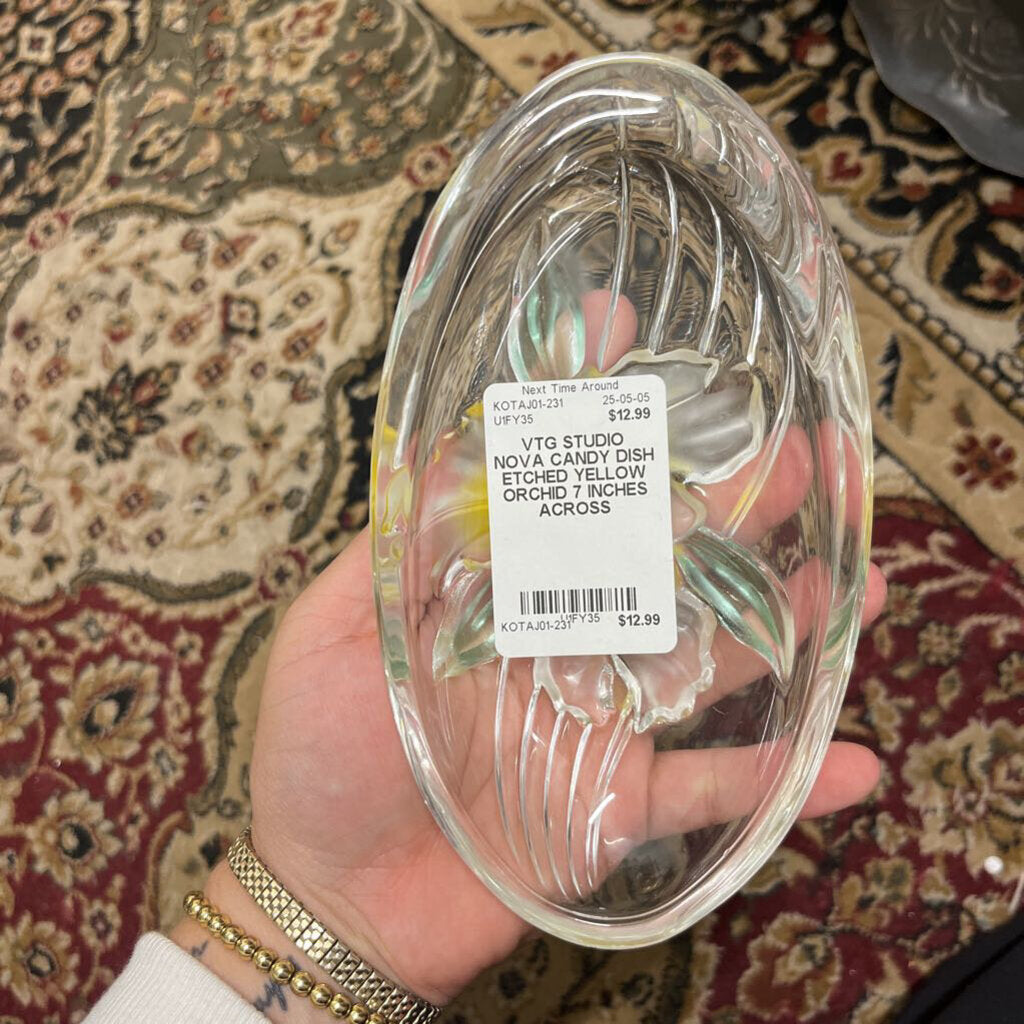 Next Time Around
KOTAJ01-231 25-05-05
U1FY35 $12.99
VTG STUDIO
NOVA CANDY DISH
ETCHED YELLOW
ORCHID 7 INCHES
ACROSS
U1FY35
KOTAJ01-231 $12.99